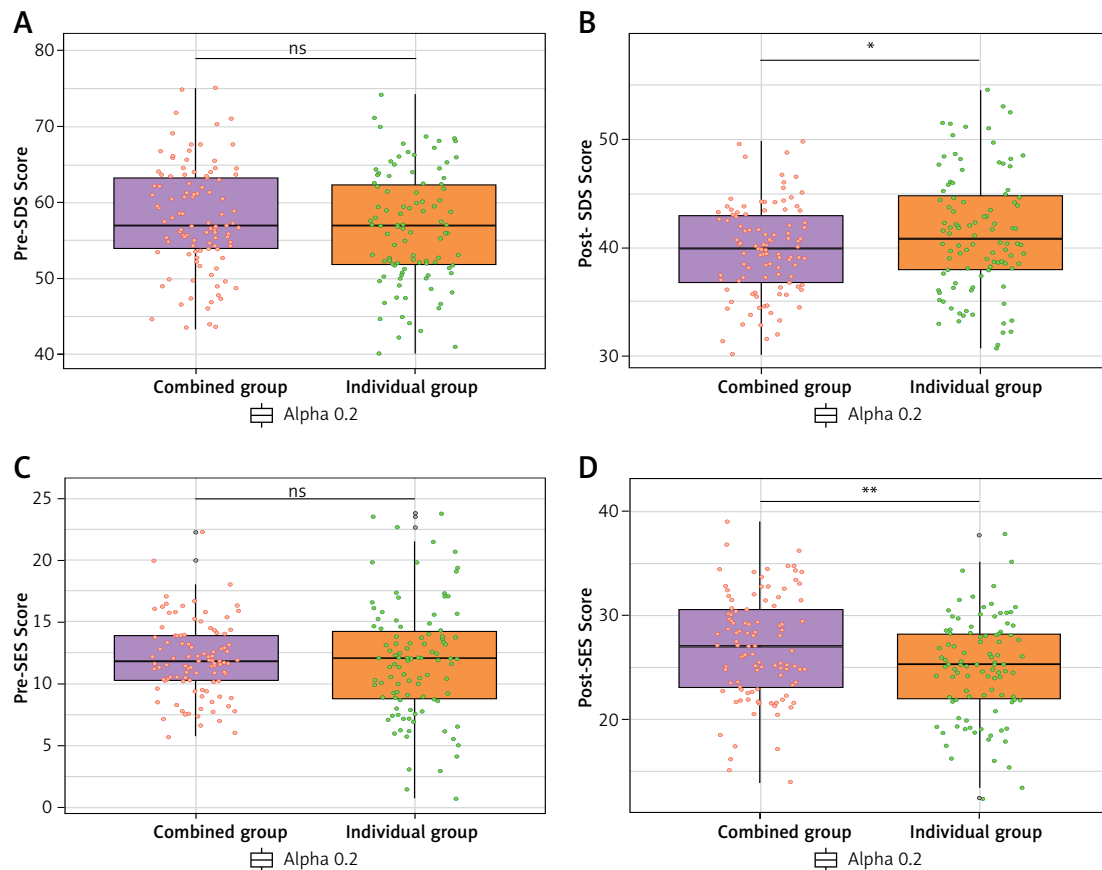 A
Pre-SDS Score
80
70
60
50
40
ns
Combined group
Individual group
Alpha 0.2
B
Post- SDS Score
50
40
30
*
Combined group
Individual group
Alpha 0.2
C
Pre-SES Score
25
20
15
10
5
0
ns
Combined group
Individual group
Alpha 0.2
D
Post-SES Score
40
30
20
**
Combined group
Individual group
Alpha 0.2